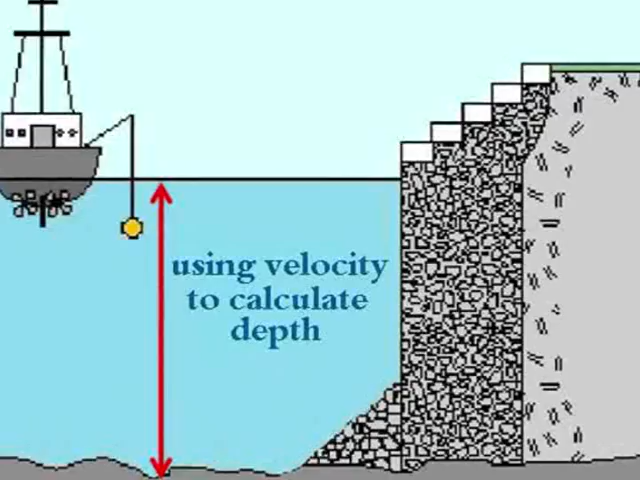 using velocity
to calculate
depth